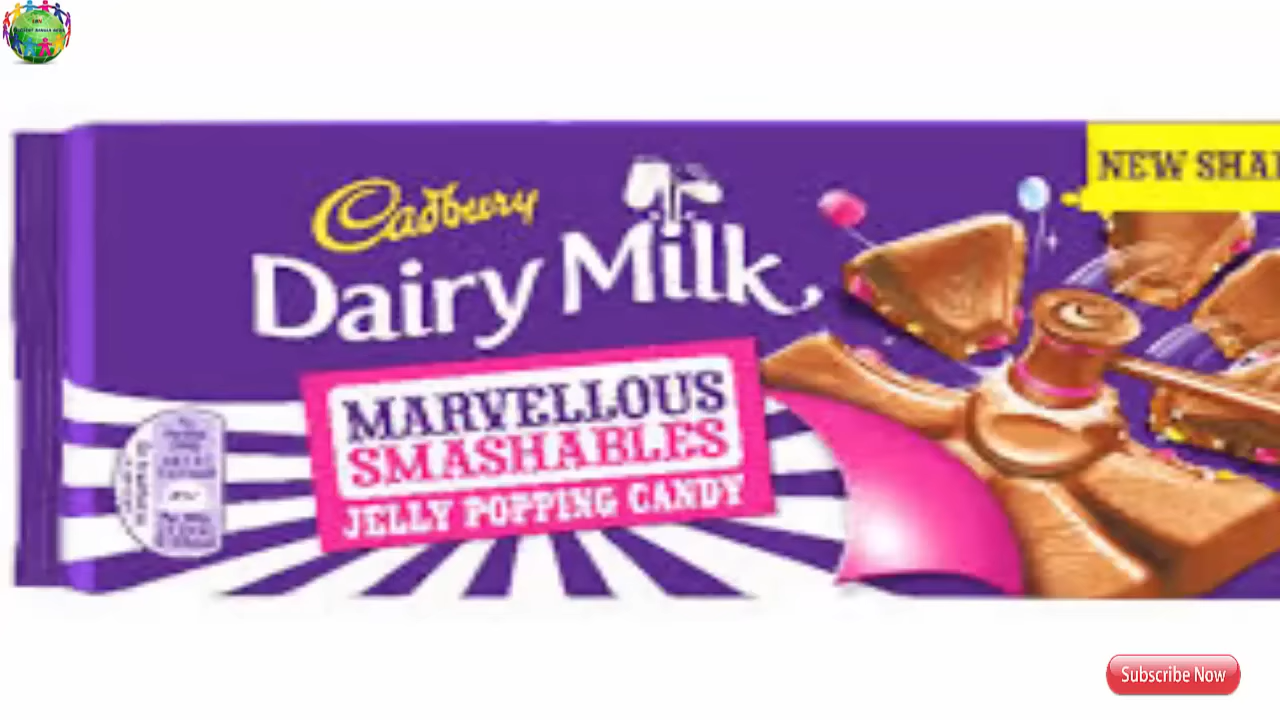 Cadbury
Dairy Milk
NEW SHA
MARVELLOUS
SMASHABLES
JELLY POPPING CANDY
Subscribe Now